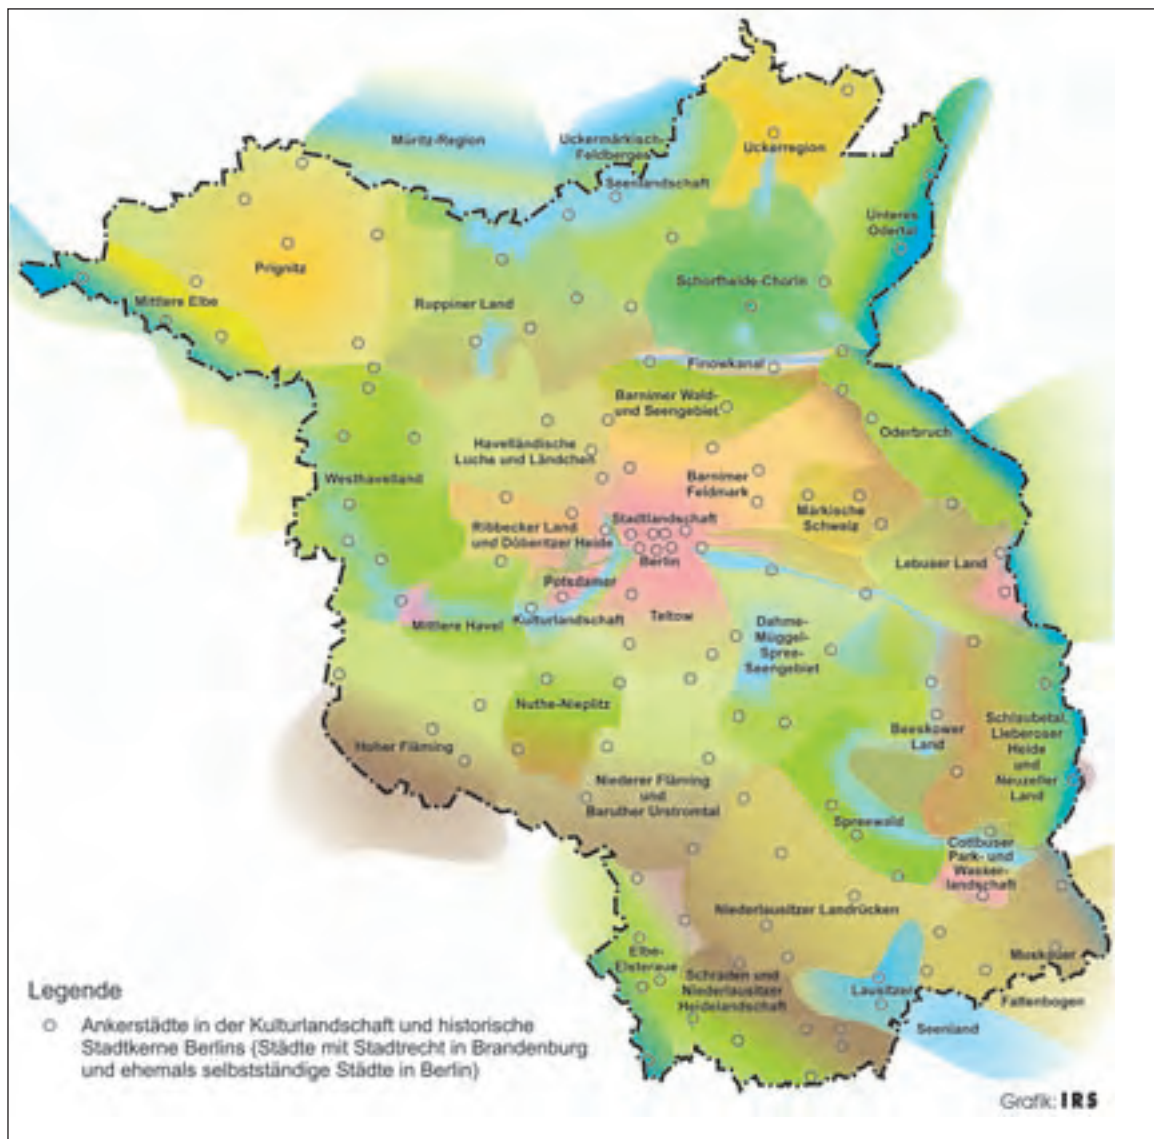 Müritz-Region
Uckermärkisch-
Feldberger
Seenlandschaft
Uckerregion
Unteres
Odertal
Prignitz
Mittlere Elbe
Ruppiner Land
Schorfheide-Chorin
Finowkanal
Barnimer Wald-
und Seengebiet
Oderbruch
Havelländische
Luche und Ländchen
Westhavelland
Barnimer
Feldmark
Märkische
Schweiz
Ribbecker Land
und Döberitzer Heide
Stadtlandschaft
Berlin
Lebuser Land
Potsdamer
Kulturlandschaft
Mittlere Havel
Teltow
Dahme-
Müggel-
Spree-
Seengebiet
Nuthe-Nieplitz
Hoher Fläming
Beeskower
Land
Schlaubetal,
Lieberoser
Heide
und
Neuzeller
Land
Niederer Fläming
und
Baruther Urstromtal
Spreewald
Cottbuser
Park- und
Wasser-
landschaft
Niederlausitzer Landrücken
Elbe-
Elsteraue
Schraden und
Niederlausitzer
Heidelandschaft
Lausitzer
Seenland
Muskauer
Faltenbogen
Legende
Ankerstädte in der Kulturlandschaft und historische
Stadtkerne Berlins (Städte mit Stadtrecht in Brandenburg
und ehemals selbstständige Städte in Berlin)
Grafik: IRS